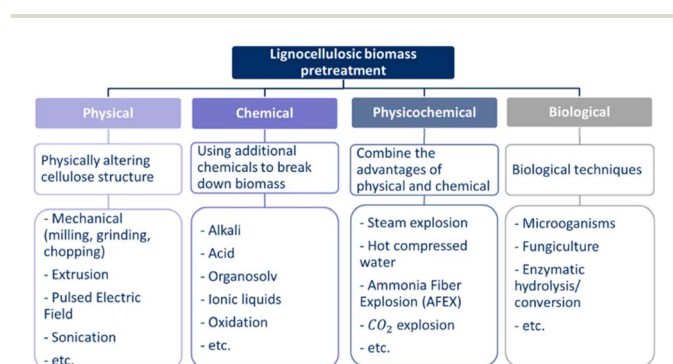 Lignocellulosic biomass
pretreatment
Physical
Chemical
Physicochemical
Biological
Physically altering
cellulose structure
Using additional
chemicals to break
down biomass
Combine the
advantages of
physical and chemical
Biological techniques
- Mechanical
(milling, grinding,
chopping)
- Extrusion
- Pulsed Electric
Field
- Sonication
- etc.
- Alkali
- Acid
- Organosolv
- Ionic liquids
- Oxidation
- etc.
- Steam explosion
- Hot compressed
water
- Ammonia Fiber
Explosion (AFEX)
- CO₂ explosion
- etc.
- Microoganisms
- Fungiculture
- Enzymatic
hydrolysis/
conversion
- etc.